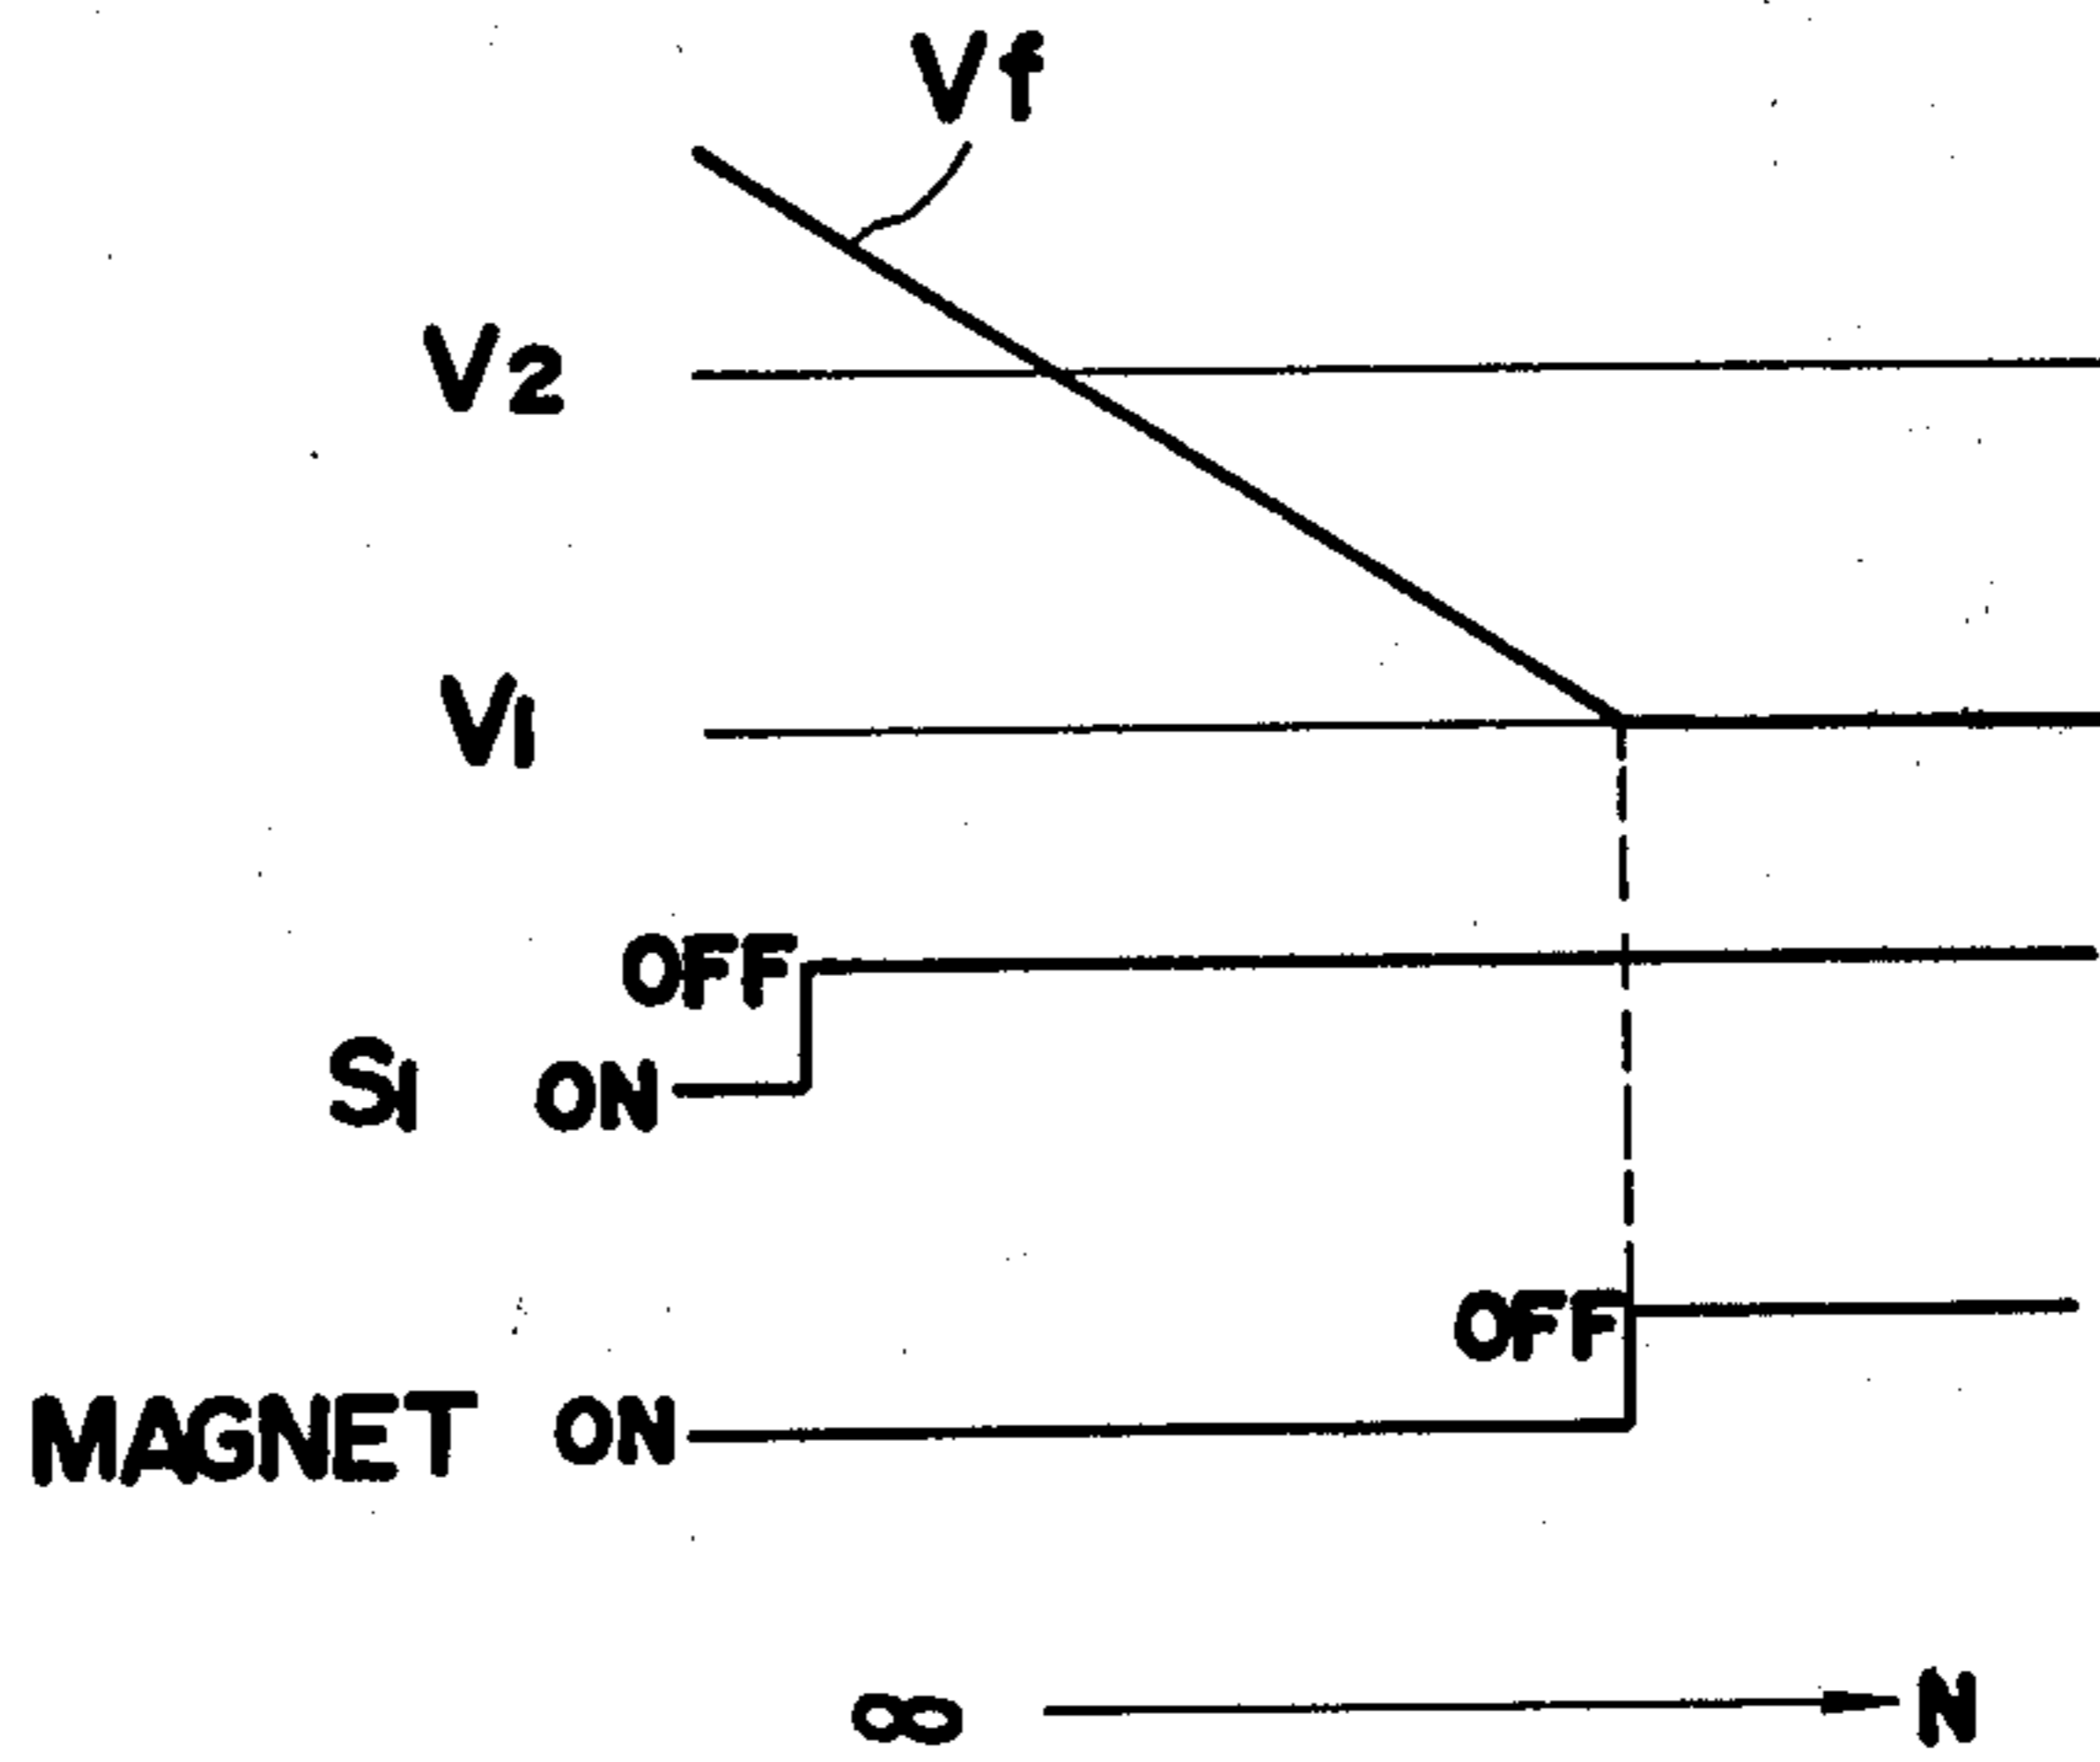 Vf
V2
V1
OFF
S1 ON
OFF
MAGNET ON
∞ N